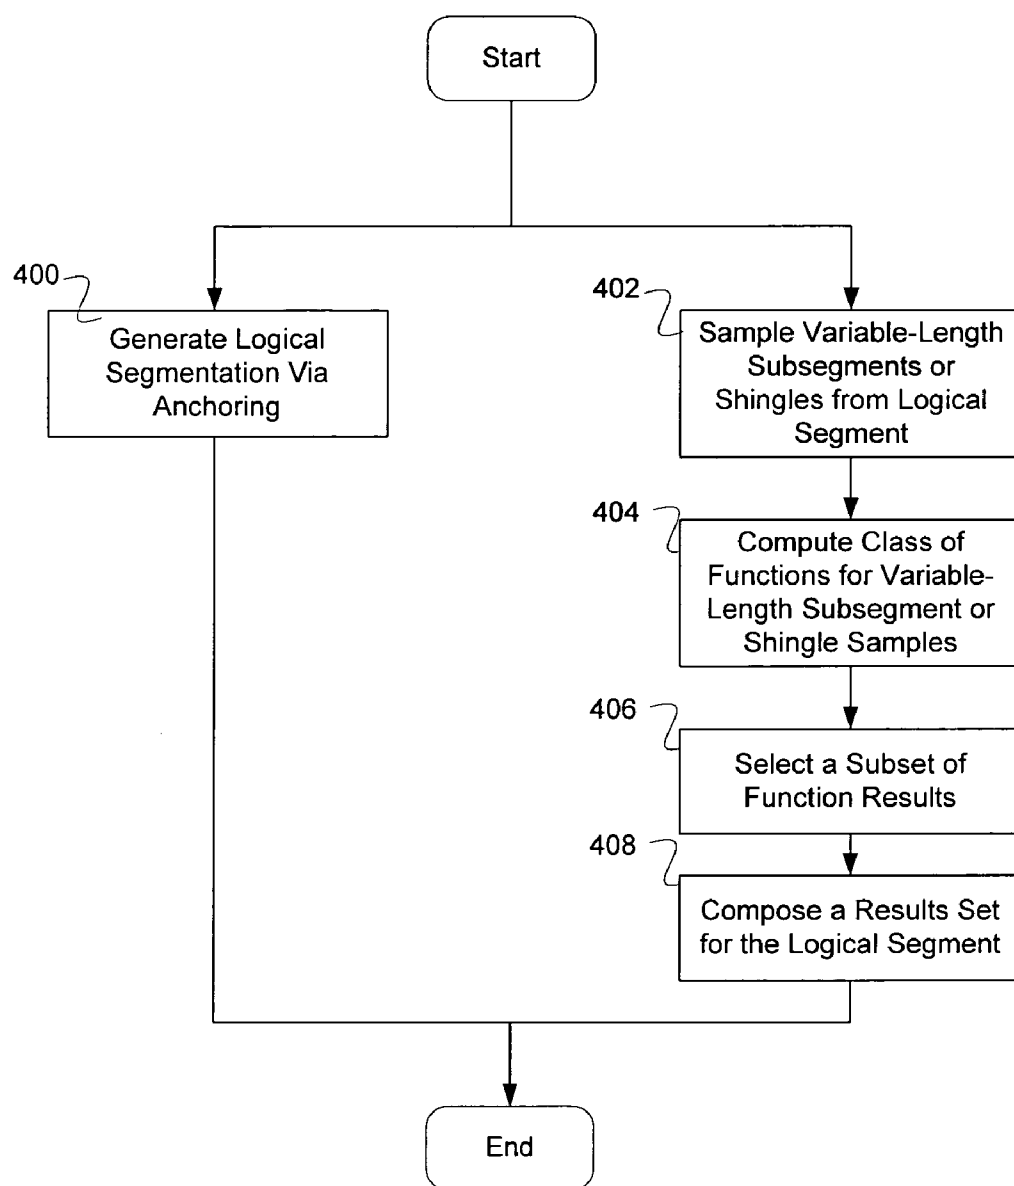 Start
400
Generate Logical
Segmentation Via
Anchoring
402
Sample Variable-Length
Subsegments or
Shingles from Logical
Segment
404
Compute Class of
Functions for Variable-
Length Subsegment or
Shingle Samples
406
Select a Subset of
Function Results
408
Compose a Results Set
for the Logical Segment
End